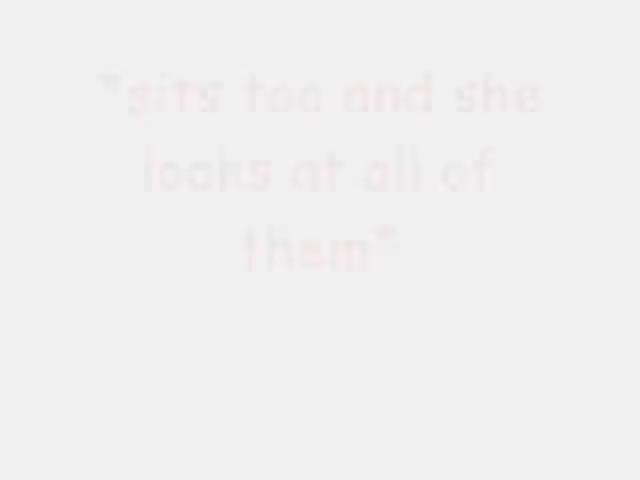 *sits too and she
looks at all of
them*